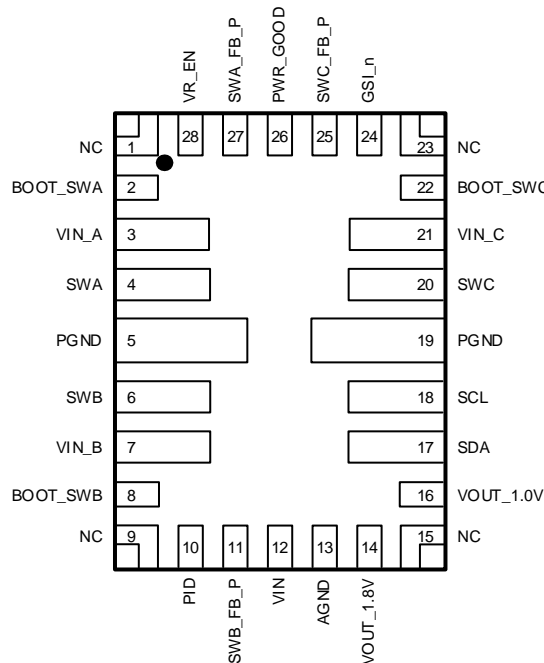 VR_EN
SWA_FB_P
PWR_GOOD
SWC_FB_P
GSI_n
28
27
26
25
24
NC
1
23
NC
BOOT_SWA
2
22
BOOT_SWC
VIN_A
3
21
VIN_C
SWA
4
20
SWC
PGND
5
19
PGND
SWB
6
18
SCL
VIN_B
7
17
SDA
BOOT_SWB
8
16
VOUT_1.0V
NC
9
15
NC
10
11
12
13
14
PID
SWB_FB_P
VIN
AGND
VOUT_1.8V